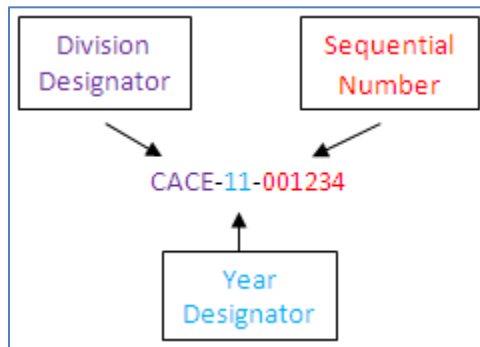 Division
Designator
Sequential
Number
CACE-11-001234
Year
Designator